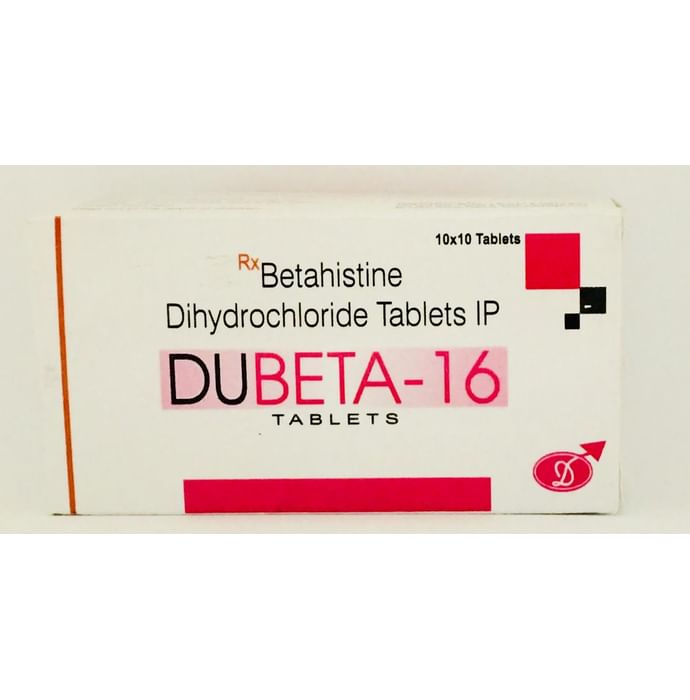 10x10 Tablets
Rx Betahistine
Dihydrochloride Tablets IP
DUBETA-16
TABLETS
D